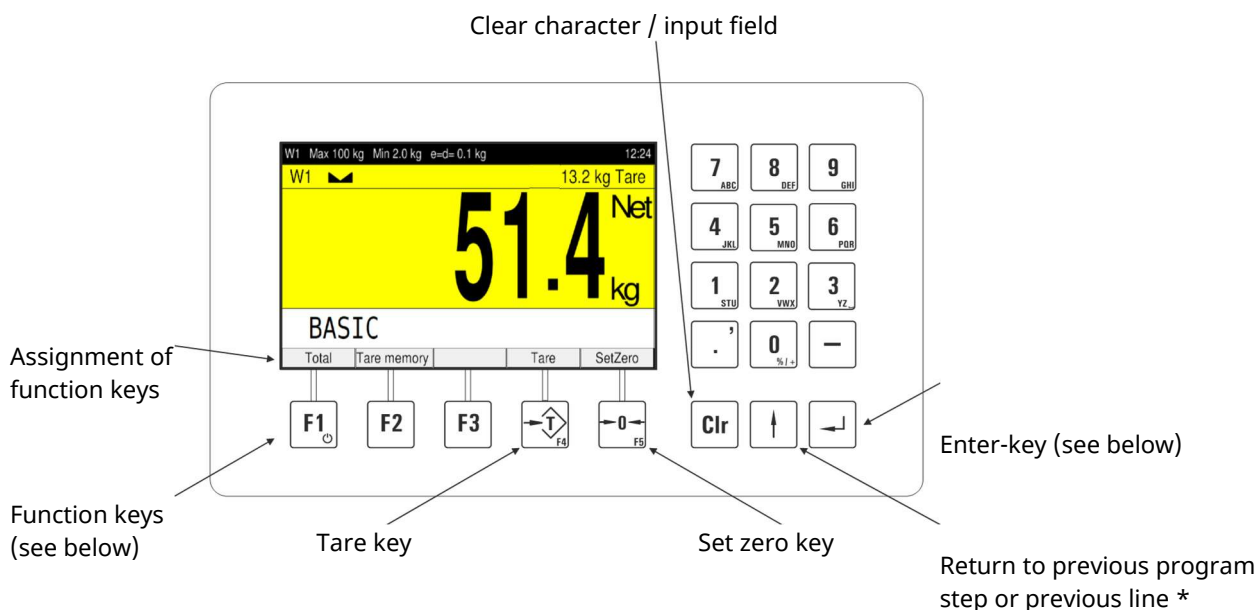 Clear character / input field
W1 Max 100 kg Min 2.0 kg e=d= 0.1 kg 12:24
W1 13.2 kg Tare
51.4 Net
kg
BASIC
Total Tare memory Tare SetZero
F1 F2 F3 T F4 0 F5
7 ABC 8 DEF 9 GHI
4 JKL 5 MNO 6 PQR
1 STU 2 VWX 3 YZ_
. ’ 0 % / + –
Clr
Assignment of
function keys
Function keys
(see below)
Tare key
Set zero key
Enter-key (see below)
Return to previous program
step or previous line *